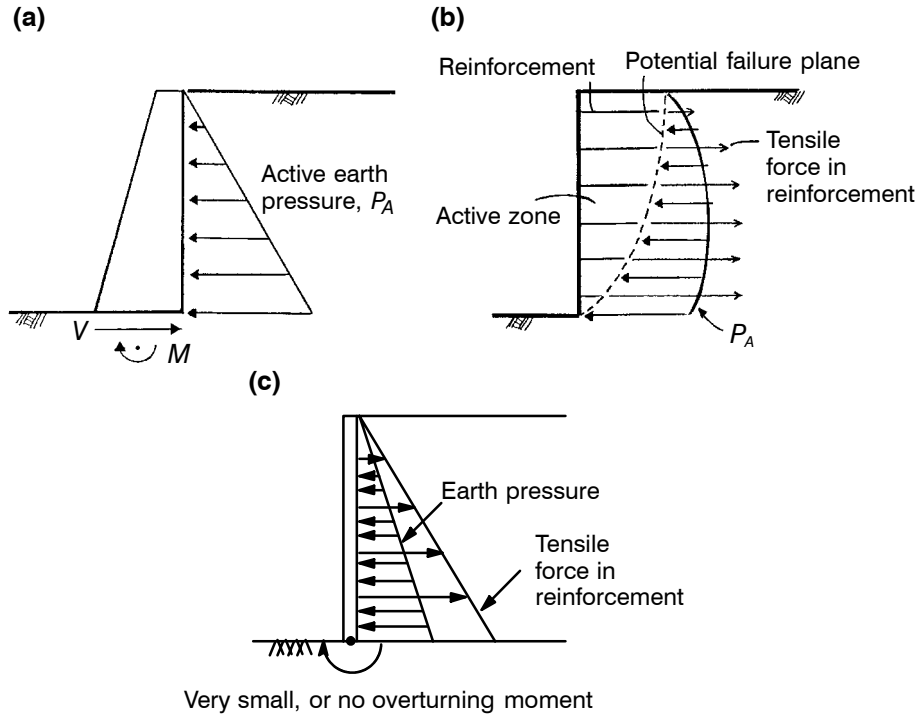 (a)
Active earth
pressure, P_A
V
M
(b)
Reinforcement
Potential failure plane
Tensile
force in
reinforcement
Active zone
P_A
(c)
Earth pressure
Tensile
force in
reinforcement
Very small, or no overturning moment